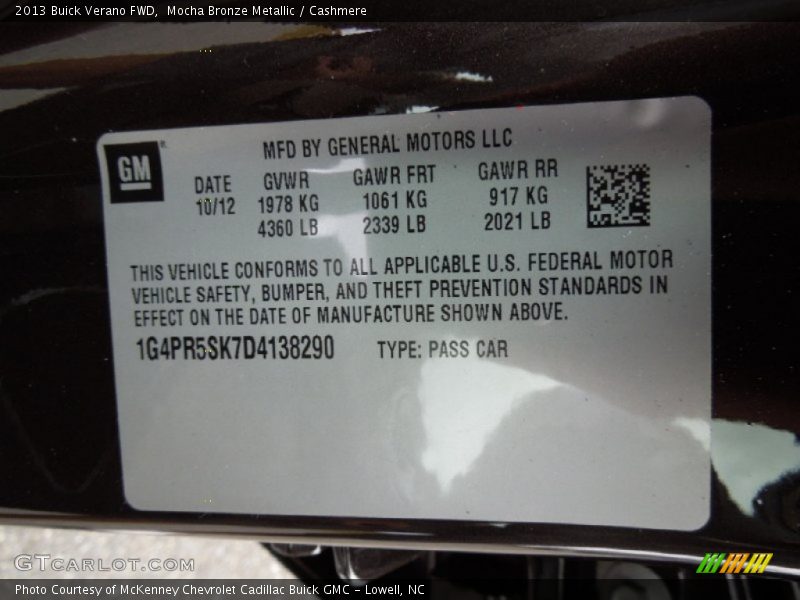 2013 Buick Verano FWD,  Mocha Bronze Metallic / Cashmere
MFD BY GENERAL MOTORS LLC
GM
DATE GVWR GAWR FRT GAWR RR
10/12 1978 KG 1061 KG 917 KG
4360 LB 2339 LB 2021 LB
THIS VEHICLE CONFORMS TO ALL APPLICABLE U.S. FEDERAL MOTOR
VEHICLE SAFETY, BUMPER, AND THEFT PREVENTION STANDARDS IN
EFFECT ON THE DATE OF MANUFACTURE SHOWN ABOVE.
1G4PR5SK7D4138290 TYPE: PASS CAR
GTCARLOT.COM
Photo Courtesy of McKenney Chevrolet Cadillac Buick GMC - Lowell, NC